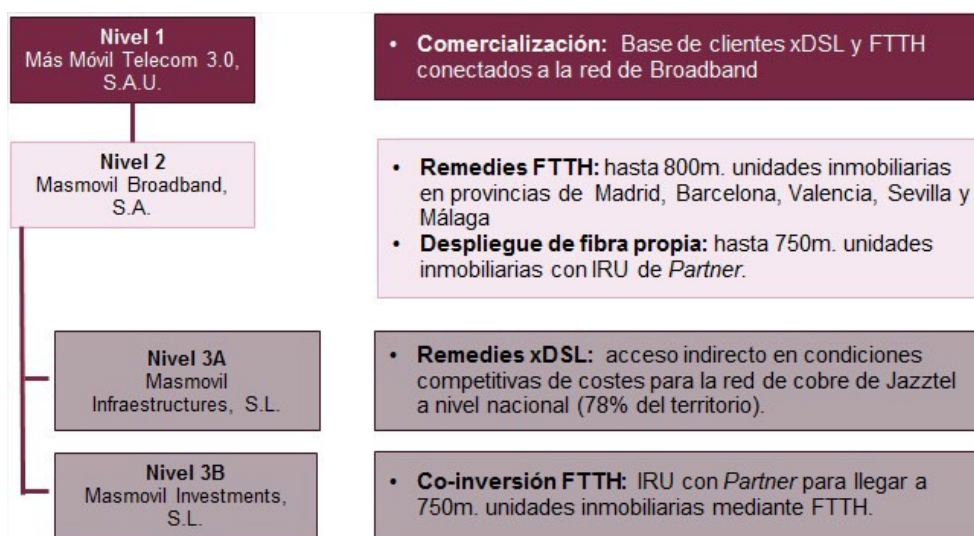 Nivel 1
Más Móvil Telecom 3.0,
S.A.U.
• Comercialización: Base de clientes xDSL y FTTH
conectados a la red de Broadband
Nivel 2
Masmovil Broadband,
S.A.
• Remedies FTTH: hasta 800m. unidades inmobiliarias
en provincias de Madrid, Barcelona, Valencia, Sevilla y
Málaga
• Despliegue de fibra propia: hasta 750m. unidades
inmobiliarias con IRU de Partner.
Nivel 3A
Masmovil
Infraestructures, S.L.
• Remedies xDSL: acceso indirecto en condiciones
competitivas de costes para la red de cobre de Jazztel
a nivel nacional (78% del territorio).
Nivel 3B
Masmovil Investments,
S.L.
• Co-inversión FTTH: IRU con Partner para llegar a
750m. unidades inmobiliarias mediante FTTH.